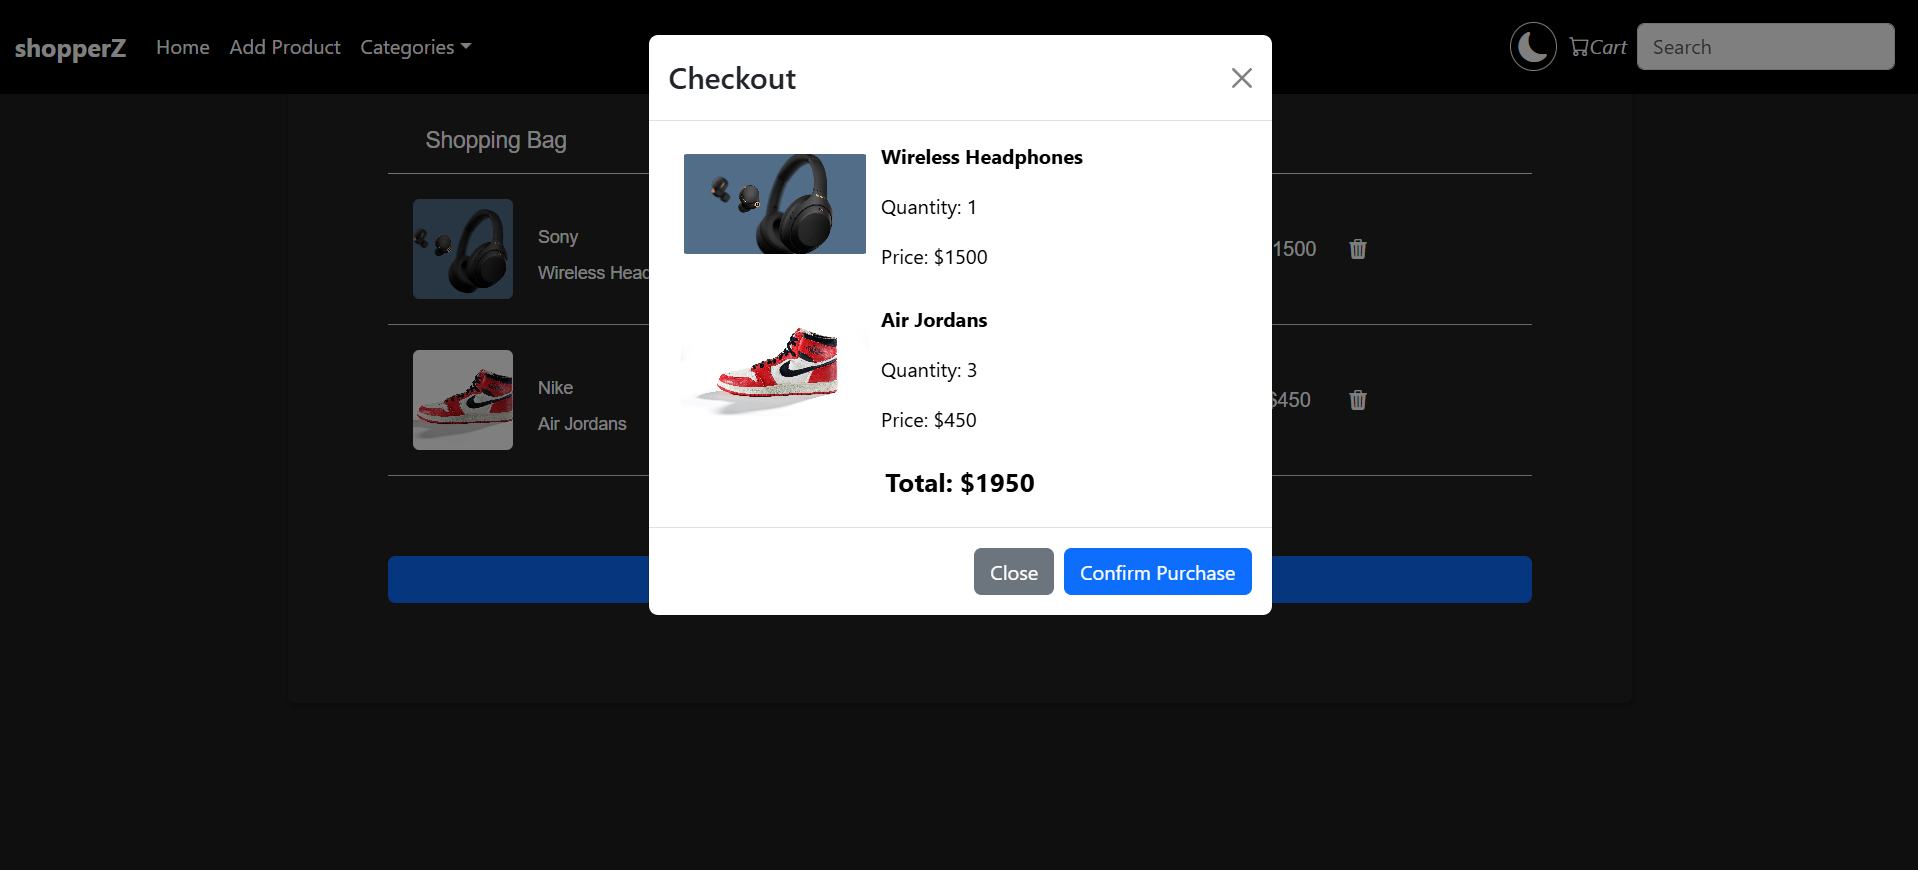 shopperZ Home Add Product Categories Cart Search
Checkout
Shopping Bag
Wireless Headphones
Quantity: 1
Price: $1500
Sony
Wireless Head
1500
Air Jordans
Quantity: 3
Price: $450
Nike
Air Jordans
$450
Total: $1950
Close Confirm Purchase